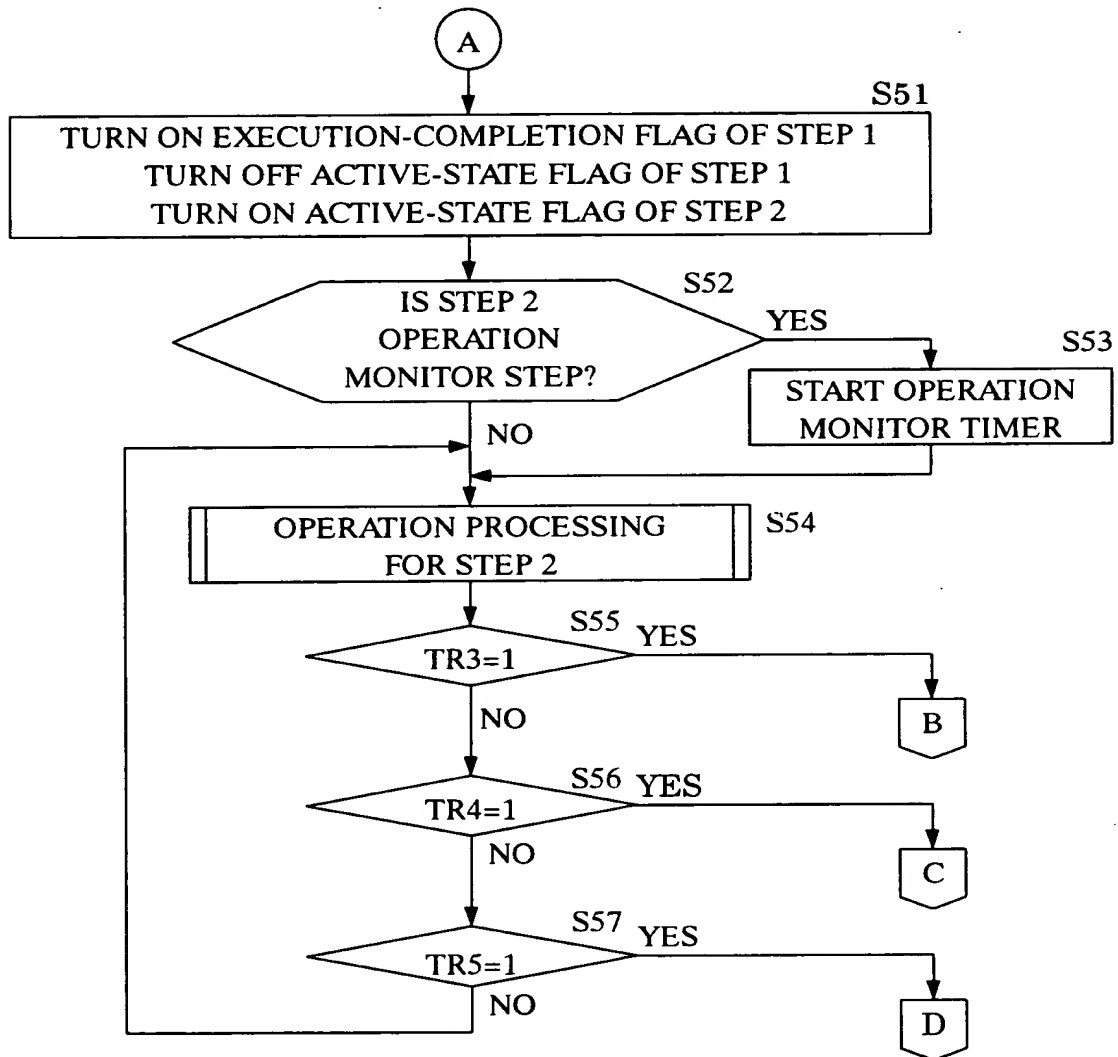 A
S51
TURN ON EXECUTION-COMPLETION FLAG OF STEP 1
TURN OFF ACTIVE-STATE FLAG OF STEP 1
TURN ON ACTIVE-STATE FLAG OF STEP 2
S52
IS STEP 2
OPERATION
MONITOR STEP?
YES
S53
START OPERATION
MONITOR TIMER
NO
OPERATION PROCESSING
FOR STEP 2
S54
S55
TR3=1
YES
B
NO
S56
TR4=1
YES
C
NO
S57
TR5=1
YES
D
NO